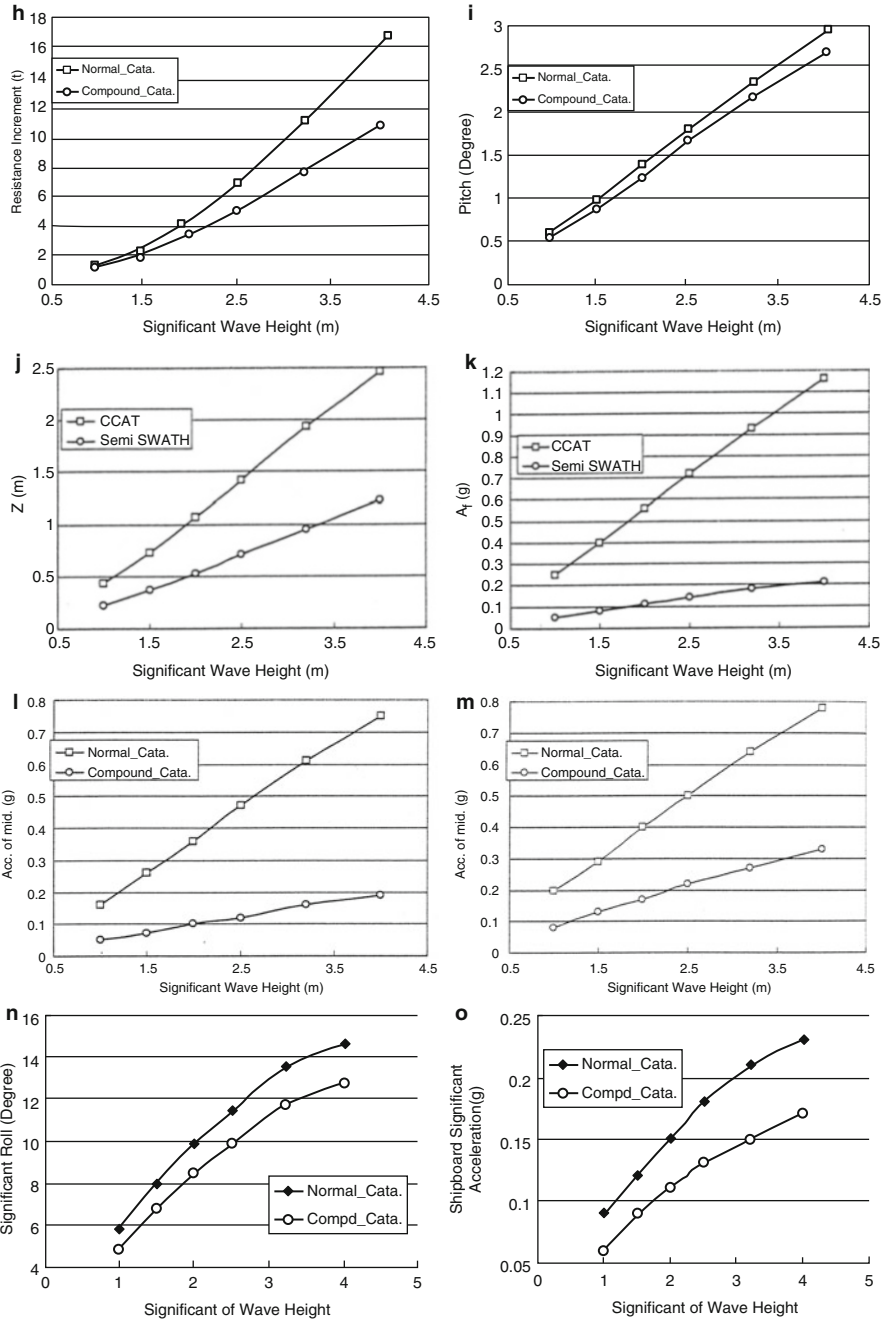 h
18
16
14
12
10
8
6
4
2
0
Resistance Increment (t)
Normal_Cata.
Compound_Cata.
0.5 1.5 2.5 3.5 4.5
Significant Wave Height (m)
i
3
2.5
2
1.5
1
0.5
0
Pitch (Degree)
Normal_Cata.
Compound_Cata.
0.5 1.5 2.5 3.5 4.5
Significant Wave Height (m)
j
2.5
2
1.5
1
0.5
0
Z (m)
CCAT
Semi SWATH
0.5 1.5 2.5 3.5 4.5
Significant Wave Height (m)
k
1.2
1.1
1
0.9
0.8
0.7
0.6
0.5
0.4
0.3
0.2
0.1
0
Af (g)
CCAT
Semi SWATH
0.5 1.5 2.5 3.5 4.5
Significant Wave Height (m)
l
0.8
0.7
0.6
0.5
0.4
0.3
0.2
0.1
0
Acc. of mid. (g)
Normal_Cata.
Compound_Cata.
0.5 1.5 2.5 3.5 4.5
Significant Wave Height (m)
m
0.8
0.7
0.6
0.5
0.4
0.3
0.2
0.1
0
Acc. of mid. (g)
Normal_Cata.
Compound_Cata.
0.5 1.5 2.5 3.5 4.5
Significant Wave Height (m)
n
16
14
12
10
8
6
4
Significant Roll (Degree)
Normal_Cata.
Compd_Cata.
0 1 2 3 4 5
Significant of Wave Height
o
0.25
0.2
0.15
0.1
0.05
Shipboard Significant
Acceleration(g)
Normal_Cata.
Compd_Cata.
0 1 2 3 4 5
Significant of Wave Height